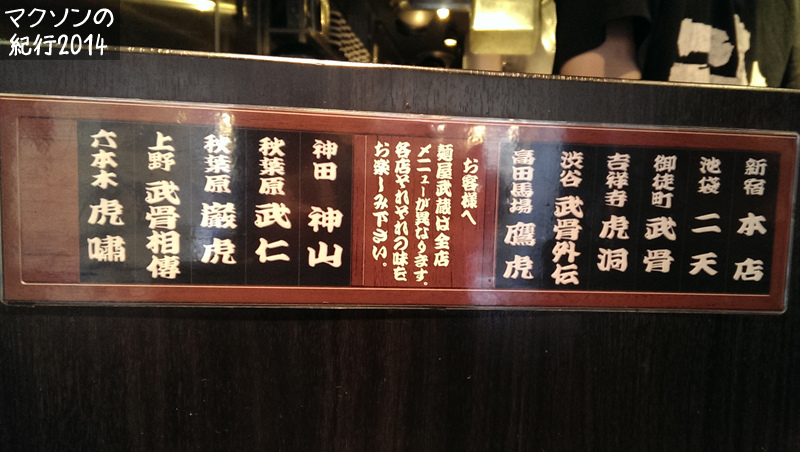 マクソンの
紀行2014
新宿 本店
池袋 二天
御徒町 武骨
吉祥寺 虎洞
渋谷 武骨外伝
高田馬場 鷹虎
お客様へ
麺屋武蔵は全店
メニューが異なります。
各店それぞれの味を
お楽しみ下さい。
神田 神山
秋葉原 武仁
秋葉原 巖虎
上野 武骨相傳
六本木 虎嘯